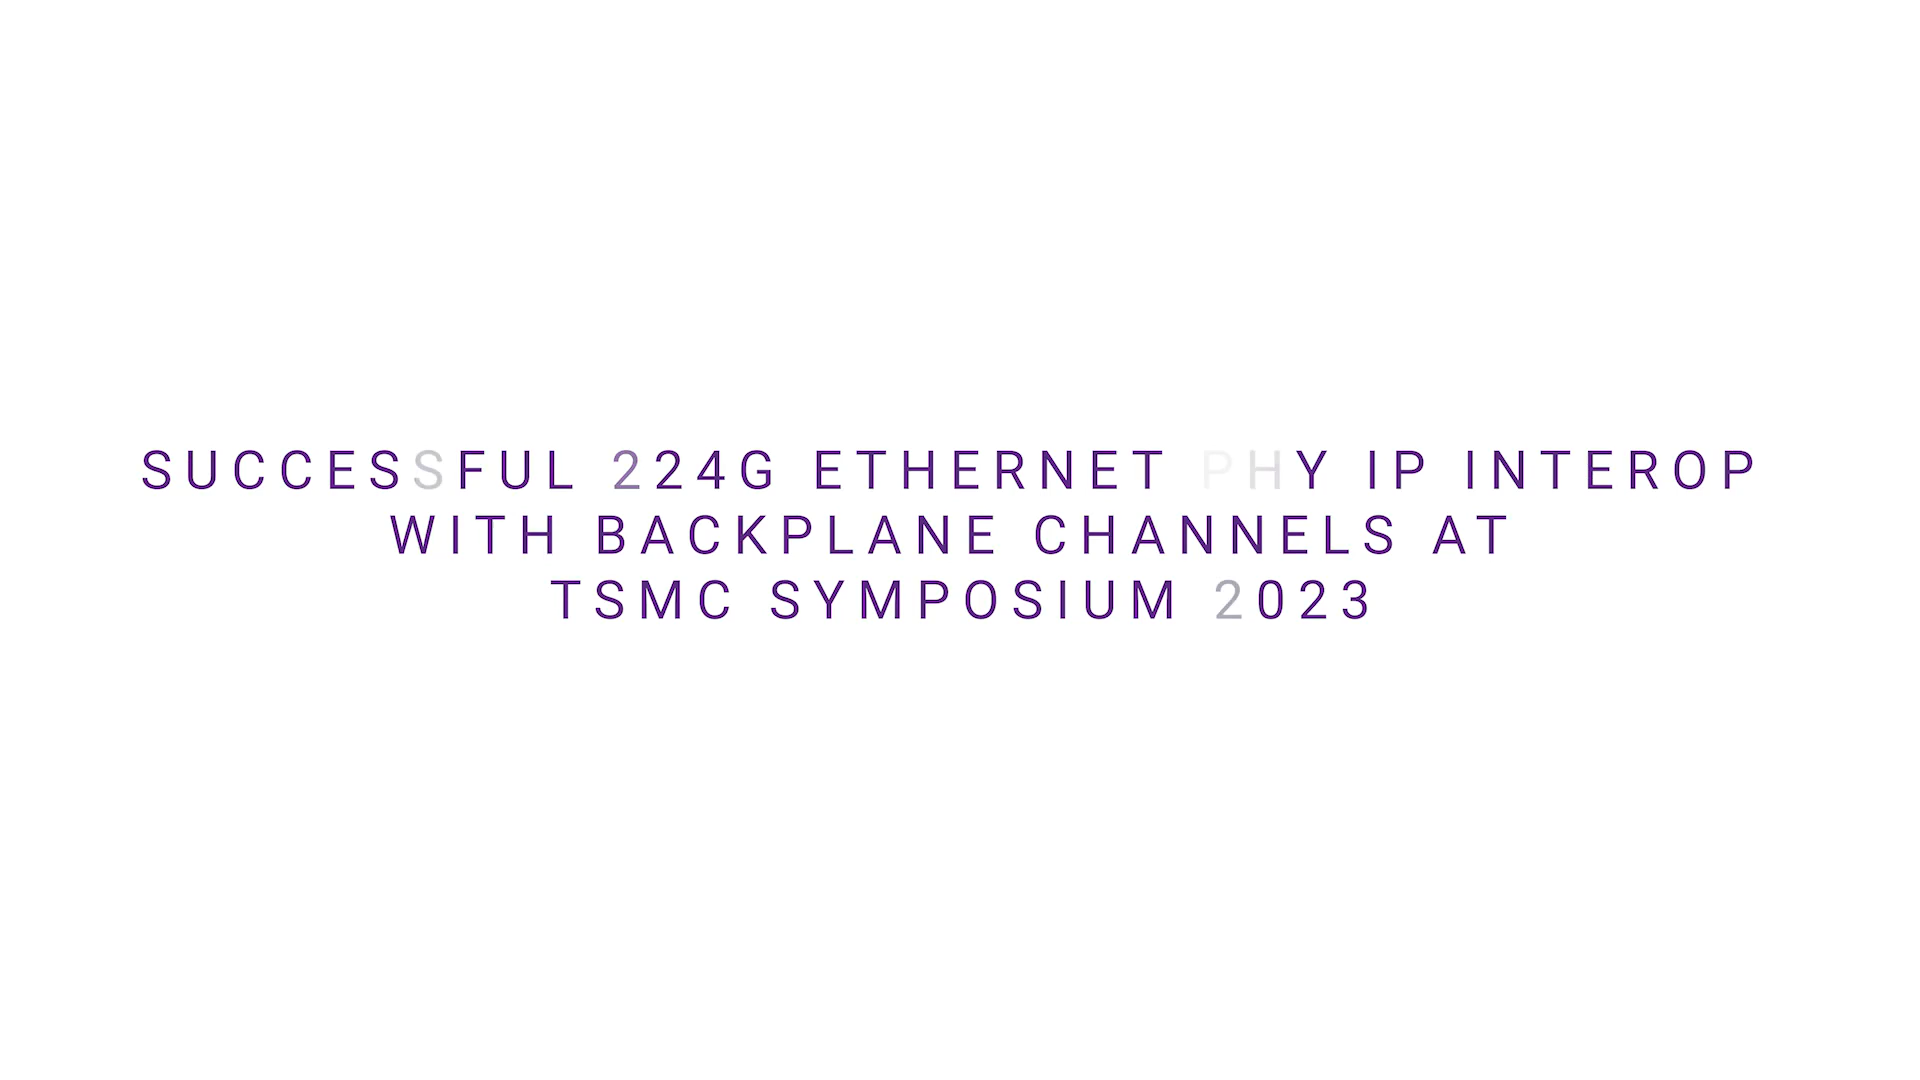 SUCCESSFUL 224G ETHERNET PHY IP INTEROP
WITH BACKPLANE CHANNELS AT
TSMC SYMPOSIUM 2023